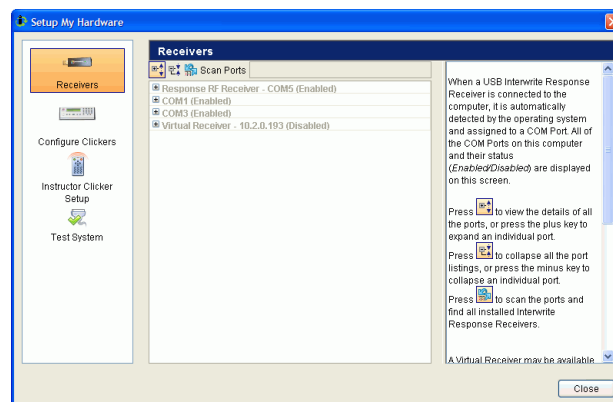 Setup My Hardware
Receivers
Configure Clickers
Instructor Clicker
Setup
Test System
Receivers
Scan Ports
Response RF Receiver - COM5 (Enabled)
COM1 (Enabled)
COM3 (Enabled)
Virtual Receiver - 10.2.0.193 (Disabled)
When a USB Interwrite Response
Receiver is connected to the
computer, it is automatically
detected by the operating system
and assigned to a COM Port. All of
the COM Ports on this computer
and their status
(Enabled/Disabled) are displayed
on this screen.
Press to view the details of all
the ports, or press the plus key to
expand an individual port.
Press to collapse all the port
listings, or press the minus key to
collapse an individual port.
Press to scan the ports and
find all installed Interwrite
Response Receivers.
A Virtual Receiver may be available
Close